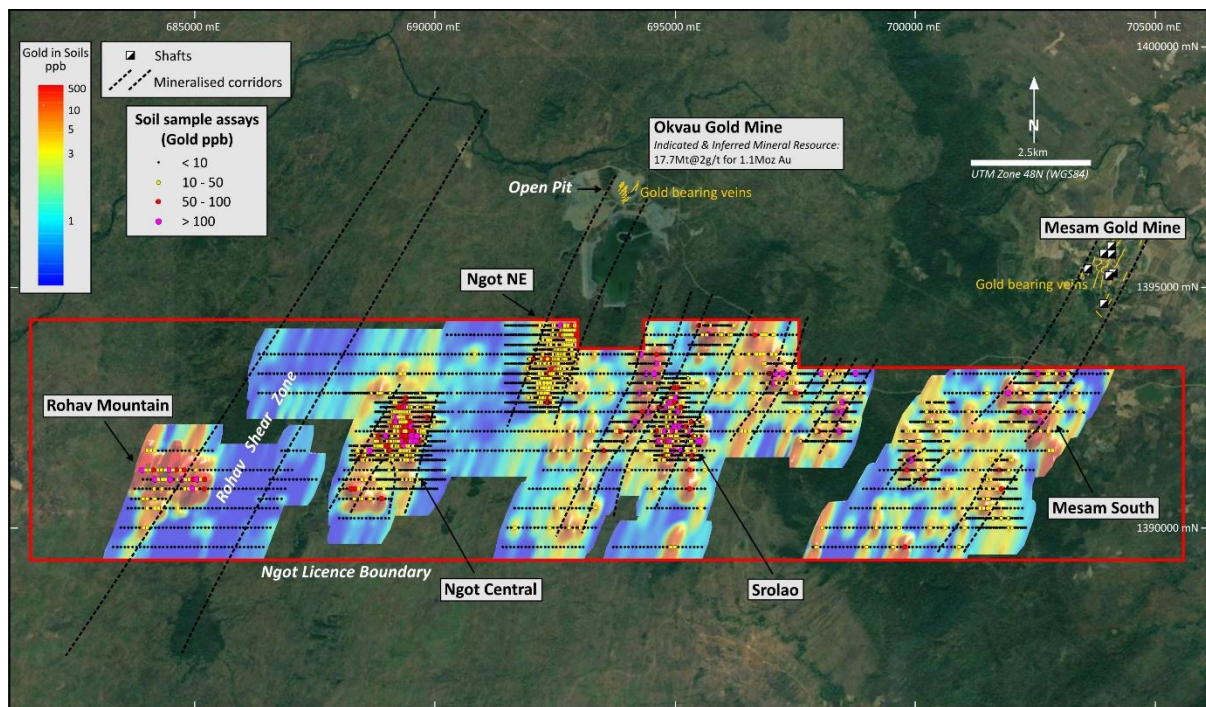 685000 mE
690000 mE
695000 mE
700000 mE
705000 mE
1400000 mN
Gold in Soils
ppb
500
10
5
3
1
Shafts
Mineralised corridors
Soil sample assays
(Gold ppb)
< 10
10 - 50
50 - 100
> 100
Okvau Gold Mine
Indicated & Inferred Mineral Resource:
17.7Mt@2g/t for 1.1Moz Au
N
2.5km
UTM Zone 48N (WGS84)
Open Pit
Gold bearing veins
Mesam Gold Mine
Gold bearing veins
1395000 mN
Ngot NE
Rohav Mountain
Rohav Shear Zone
Mesam South
1390000 mN
Ngot Licence Boundary
Ngot Central
Srolao